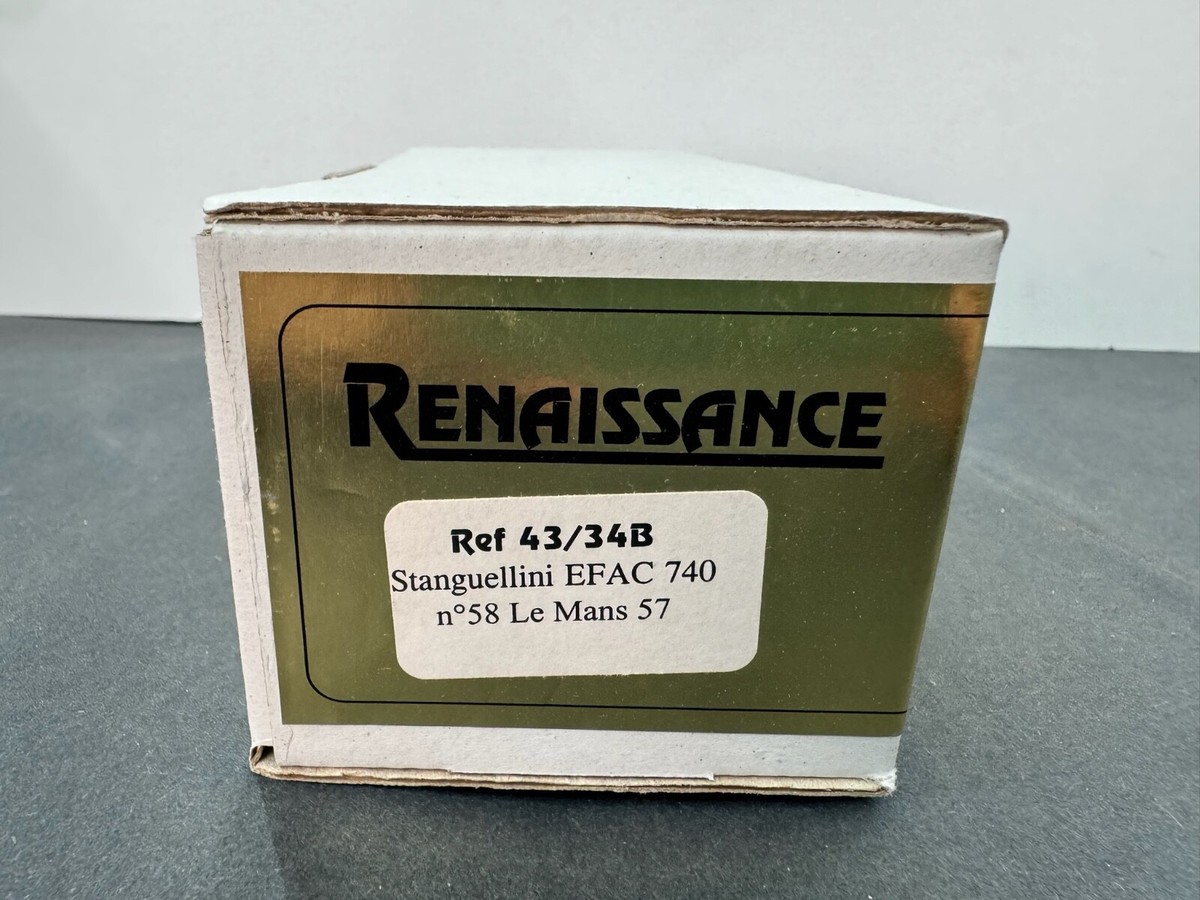 RENAISSANCE
Ref 43/34B
Stanguellini EFAC 740
n°58 Le Mans 57